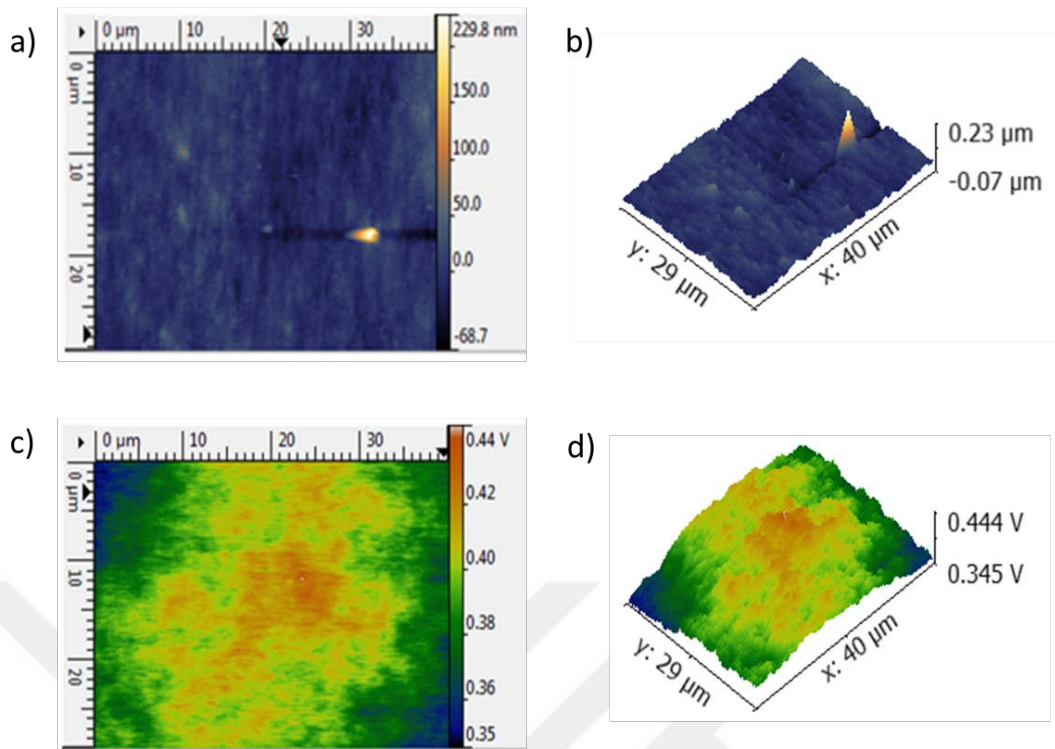 a)
0 µm 10 20 30
0 µm
10
20
229.8 nm
150.0
100.0
50.0
0.0
-68.7
b)
0.23 µm
-0.07 µm
y: 29 µm
x: 40 µm
c)
0 µm 10 20 30
0 µm
10
20
0.44 V
0.42
0.40
0.38
0.36
0.35
d)
0.444 V
0.345 V
y: 29 µm
x: 40 µm